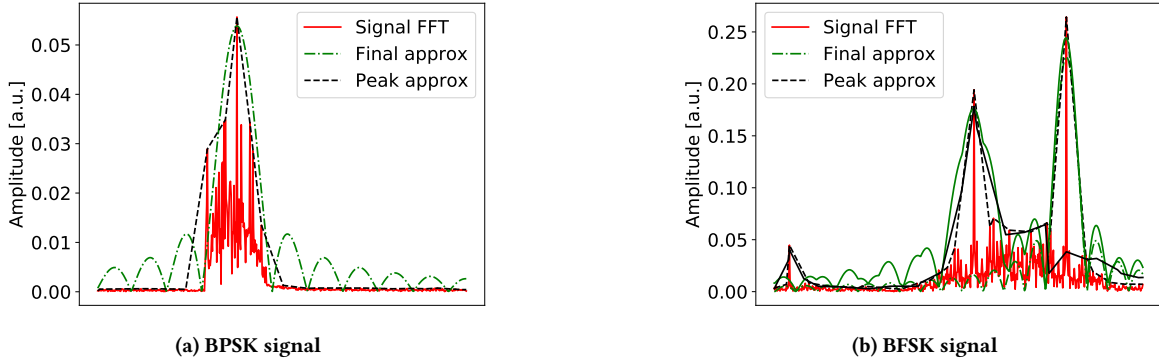 Amplitude [a.u.]
0.05
0.04
0.03
0.02
0.01
0.00
Signal FFT
Final approx
Peak approx
(a) BPSK signal
Amplitude [a.u.]
0.25
0.20
0.15
0.10
0.05
0.00
Signal FFT
Final approx
Peak approx
(b) BFSK signal